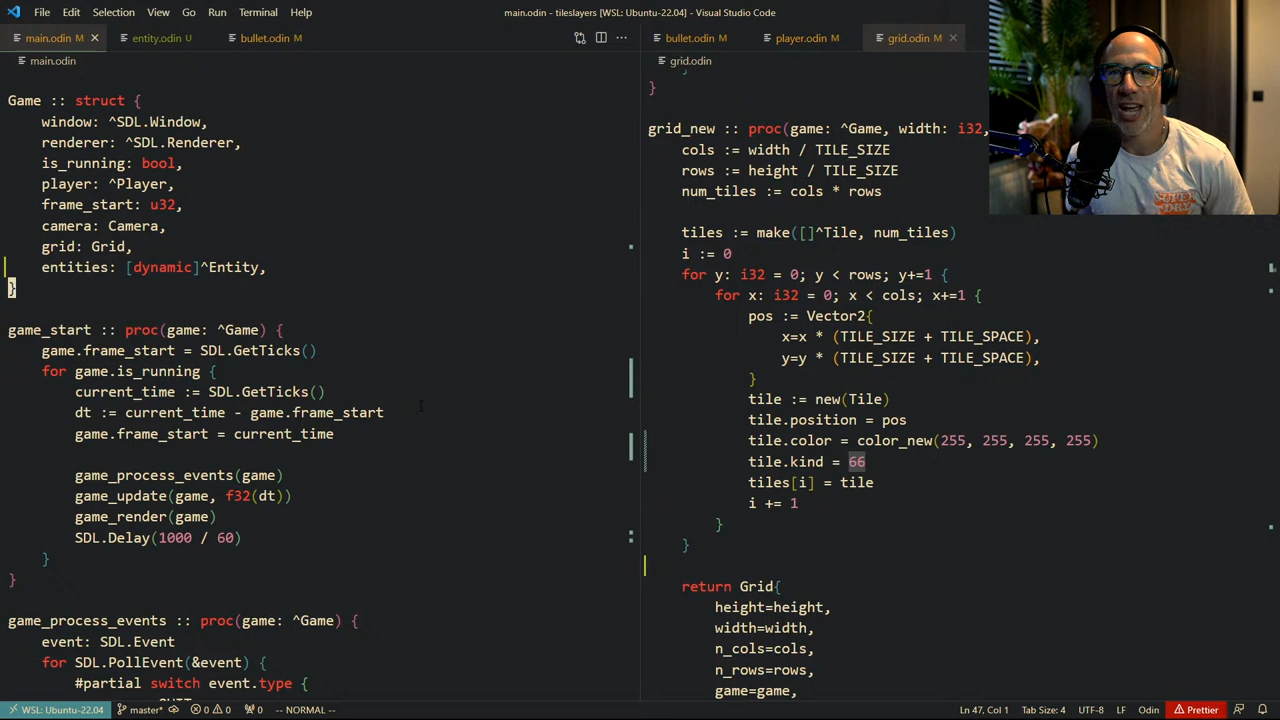 File Edit Selection View Go Run Terminal Help
main.odin - tileslayers [WSL: Ubuntu-22.04] - Visual Studio Code
main.odin M
entity.odin U
bullet.odin M
main.odin
Game :: struct {
window: ^SDL.Window,
renderer: ^SDL.Renderer,
is_running: bool,
player: ^Player,
frame_start: u32,
camera: Camera,
grid: Grid,
entities: [dynamic]^Entity,
}
game_start :: proc(game: ^Game) {
game.frame_start = SDL.GetTicks()
for game.is_running {
current_time := SDL.GetTicks()
dt := current_time - game.frame_start
game.frame_start = current_time
game_process_events(game)
game_update(game, f32(dt))
game_render(game)
SDL.Delay(1000 / 60)
}
}
game_process_events :: proc(game: ^Game) {
event: SDL.Event
for SDL.PollEvent(&event) {
#partial switch event.type {
bullet.odin M
player.odin M
grid.odin M
grid.odin
}
}
grid_new :: proc(game: ^Game, width: i32,
cols := width / TILE_SIZE
rows := height / TILE_SIZE
num_tiles := cols * rows
tiles := make([]^Tile, num_tiles)
i := 0
for y: i32 = 0; y < rows; y+=1 {
for x: i32 = 0; x < cols; x+=1 {
pos := Vector2{
x=x * (TILE_SIZE + TILE_SPACE),
y=y * (TILE_SIZE + TILE_SPACE),
}
tile := new(Tile)
tile.position = pos
tile.color = color_new(255, 255, 255, 255)
tile.kind = 66
tiles[i] = tile
i += 1
}
}
return Grid{
height=height,
width=width,
n_cols=cols,
n_rows=rows,
game=game,
SUPER
DRY
WSL: Ubuntu-22.04 master* 0 0 0 -- NORMAL --
Ln 47, Col 1 Tab Size: 4 UTF-8 LF Odin Prettier